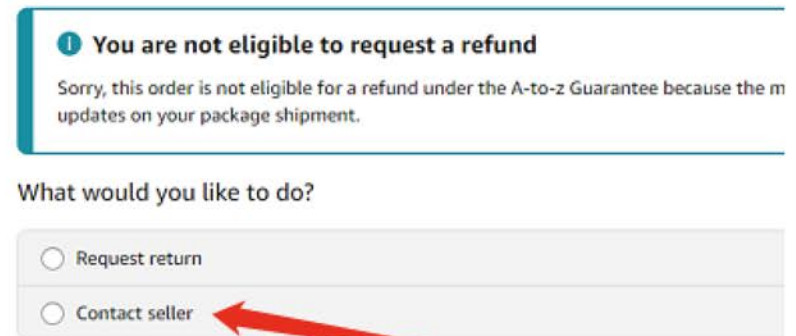 You are not eligible to request a refund
Sorry, this order is not eligible for a refund under the A-to-z Guarantee because the
updates on your package shipment.
What would you like to do?
Request return
Contact seller